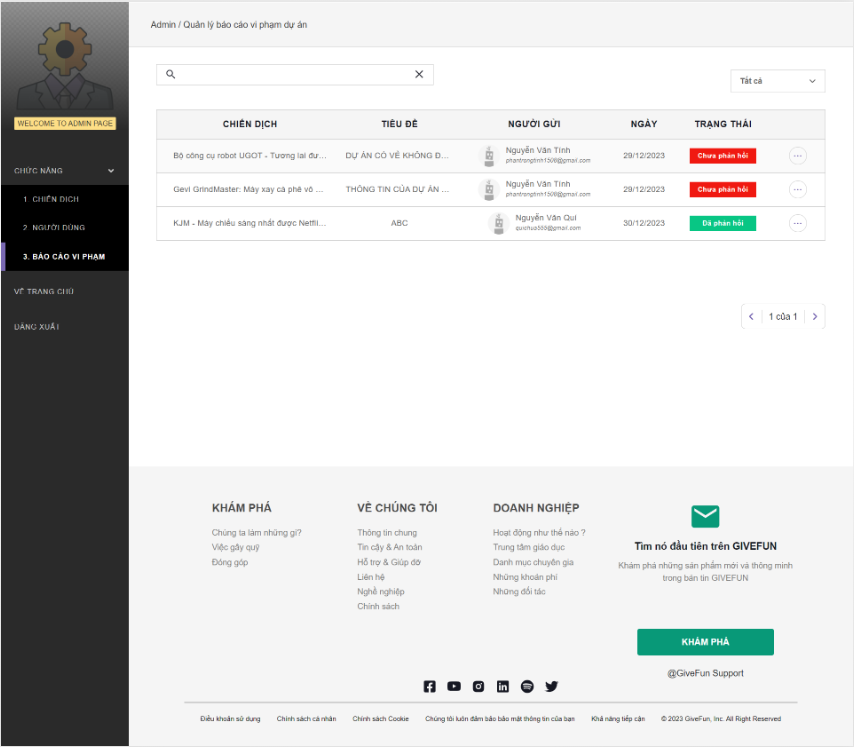 Admin / Quản lý báo cáo vi phạm dự án
WELCOME TO ADMIN PAGE
CHỨC NĂNG
1. CHIẾN DỊCH
2. NGƯỜI DÙNG
3. BÁO CÁO VI PHẠM
VỀ TRANG CHỦ
ĐĂNG XUẤT
Tất cả
CHIẾN DỊCH TIÊU ĐỀ NGƯỜI GỬI NGÀY TRẠNG THÁI
Bộ công cụ robot UGOT - Tương lai đư... DỰ ÁN CÓ VẺ KHÔNG Đ... Nguyễn Văn Tính 29/12/2023 Chưa phản hồi
phantrongtinh1506@gmail.com
Gevi GrindMaster: Máy xay cà phê vô ... THÔNG TIN CỦA DỰ ÁN ... Nguyễn Văn Tính 29/12/2023 Chưa phản hồi
phantrongtinh1506@gmail.com
KJM - Máy chiếu sáng nhất được Netfli... ABC Nguyễn Văn Qui 30/12/2023 Đã phản hồi
1 của 1
KHÁM PHÁ
Chúng ta làm những gì?
Việc gây quỹ
Đóng góp
VỀ CHÚNG TÔI
Thông tin chung
Tin cậy & An toàn
Hỗ trợ & Giúp đỡ
Liên hệ
Nghề nghiệp
Chính sách
DOANH NGHIỆP
Hoạt động như thế nào ?
Trung tâm giáo dục
Danh mục chuyên gia
Những khoản phí
Những đối tác
Tìm nó đầu tiên trên GIVEFUN
Khám phá những sản phẩm mới và thông minh
trong bản tin GIVEFUN
KHÁM PHÁ
@GiveFun Support
Điều khoản sử dụng Chính sách cá nhân Chính sách Cookie Chúng tôi luôn đảm bảo bảo mật thông tin của bạn Khả năng tiếp cận © 2023 GiveFun, Inc. All Right Reserved